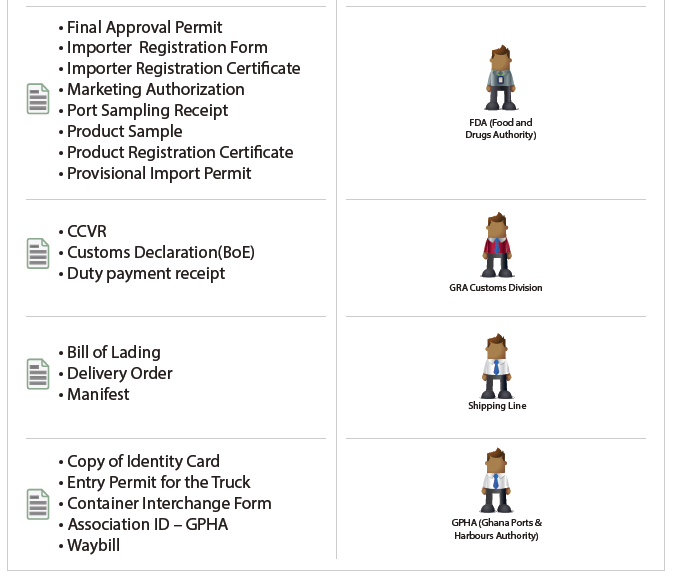 • Final Approval Permit
• Importer Registration Form
• Importer Registration Certificate
• Marketing Authorization
• Port Sampling Receipt
• Product Sample
• Product Registration Certificate
• Provisional Import Permit
FDA (Food and
Drugs Authority)
• CCVR
• Customs Declaration(BoE)
• Duty payment receipt
GRA Customs Division
• Bill of Lading
• Delivery Order
• Manifest
Shipping Line
• Copy of Identity Card
• Entry Permit for the Truck
• Container Interchange Form
• Association ID – GPHA
• Waybill
GPHA (Ghana Ports &
Harbours Authority)